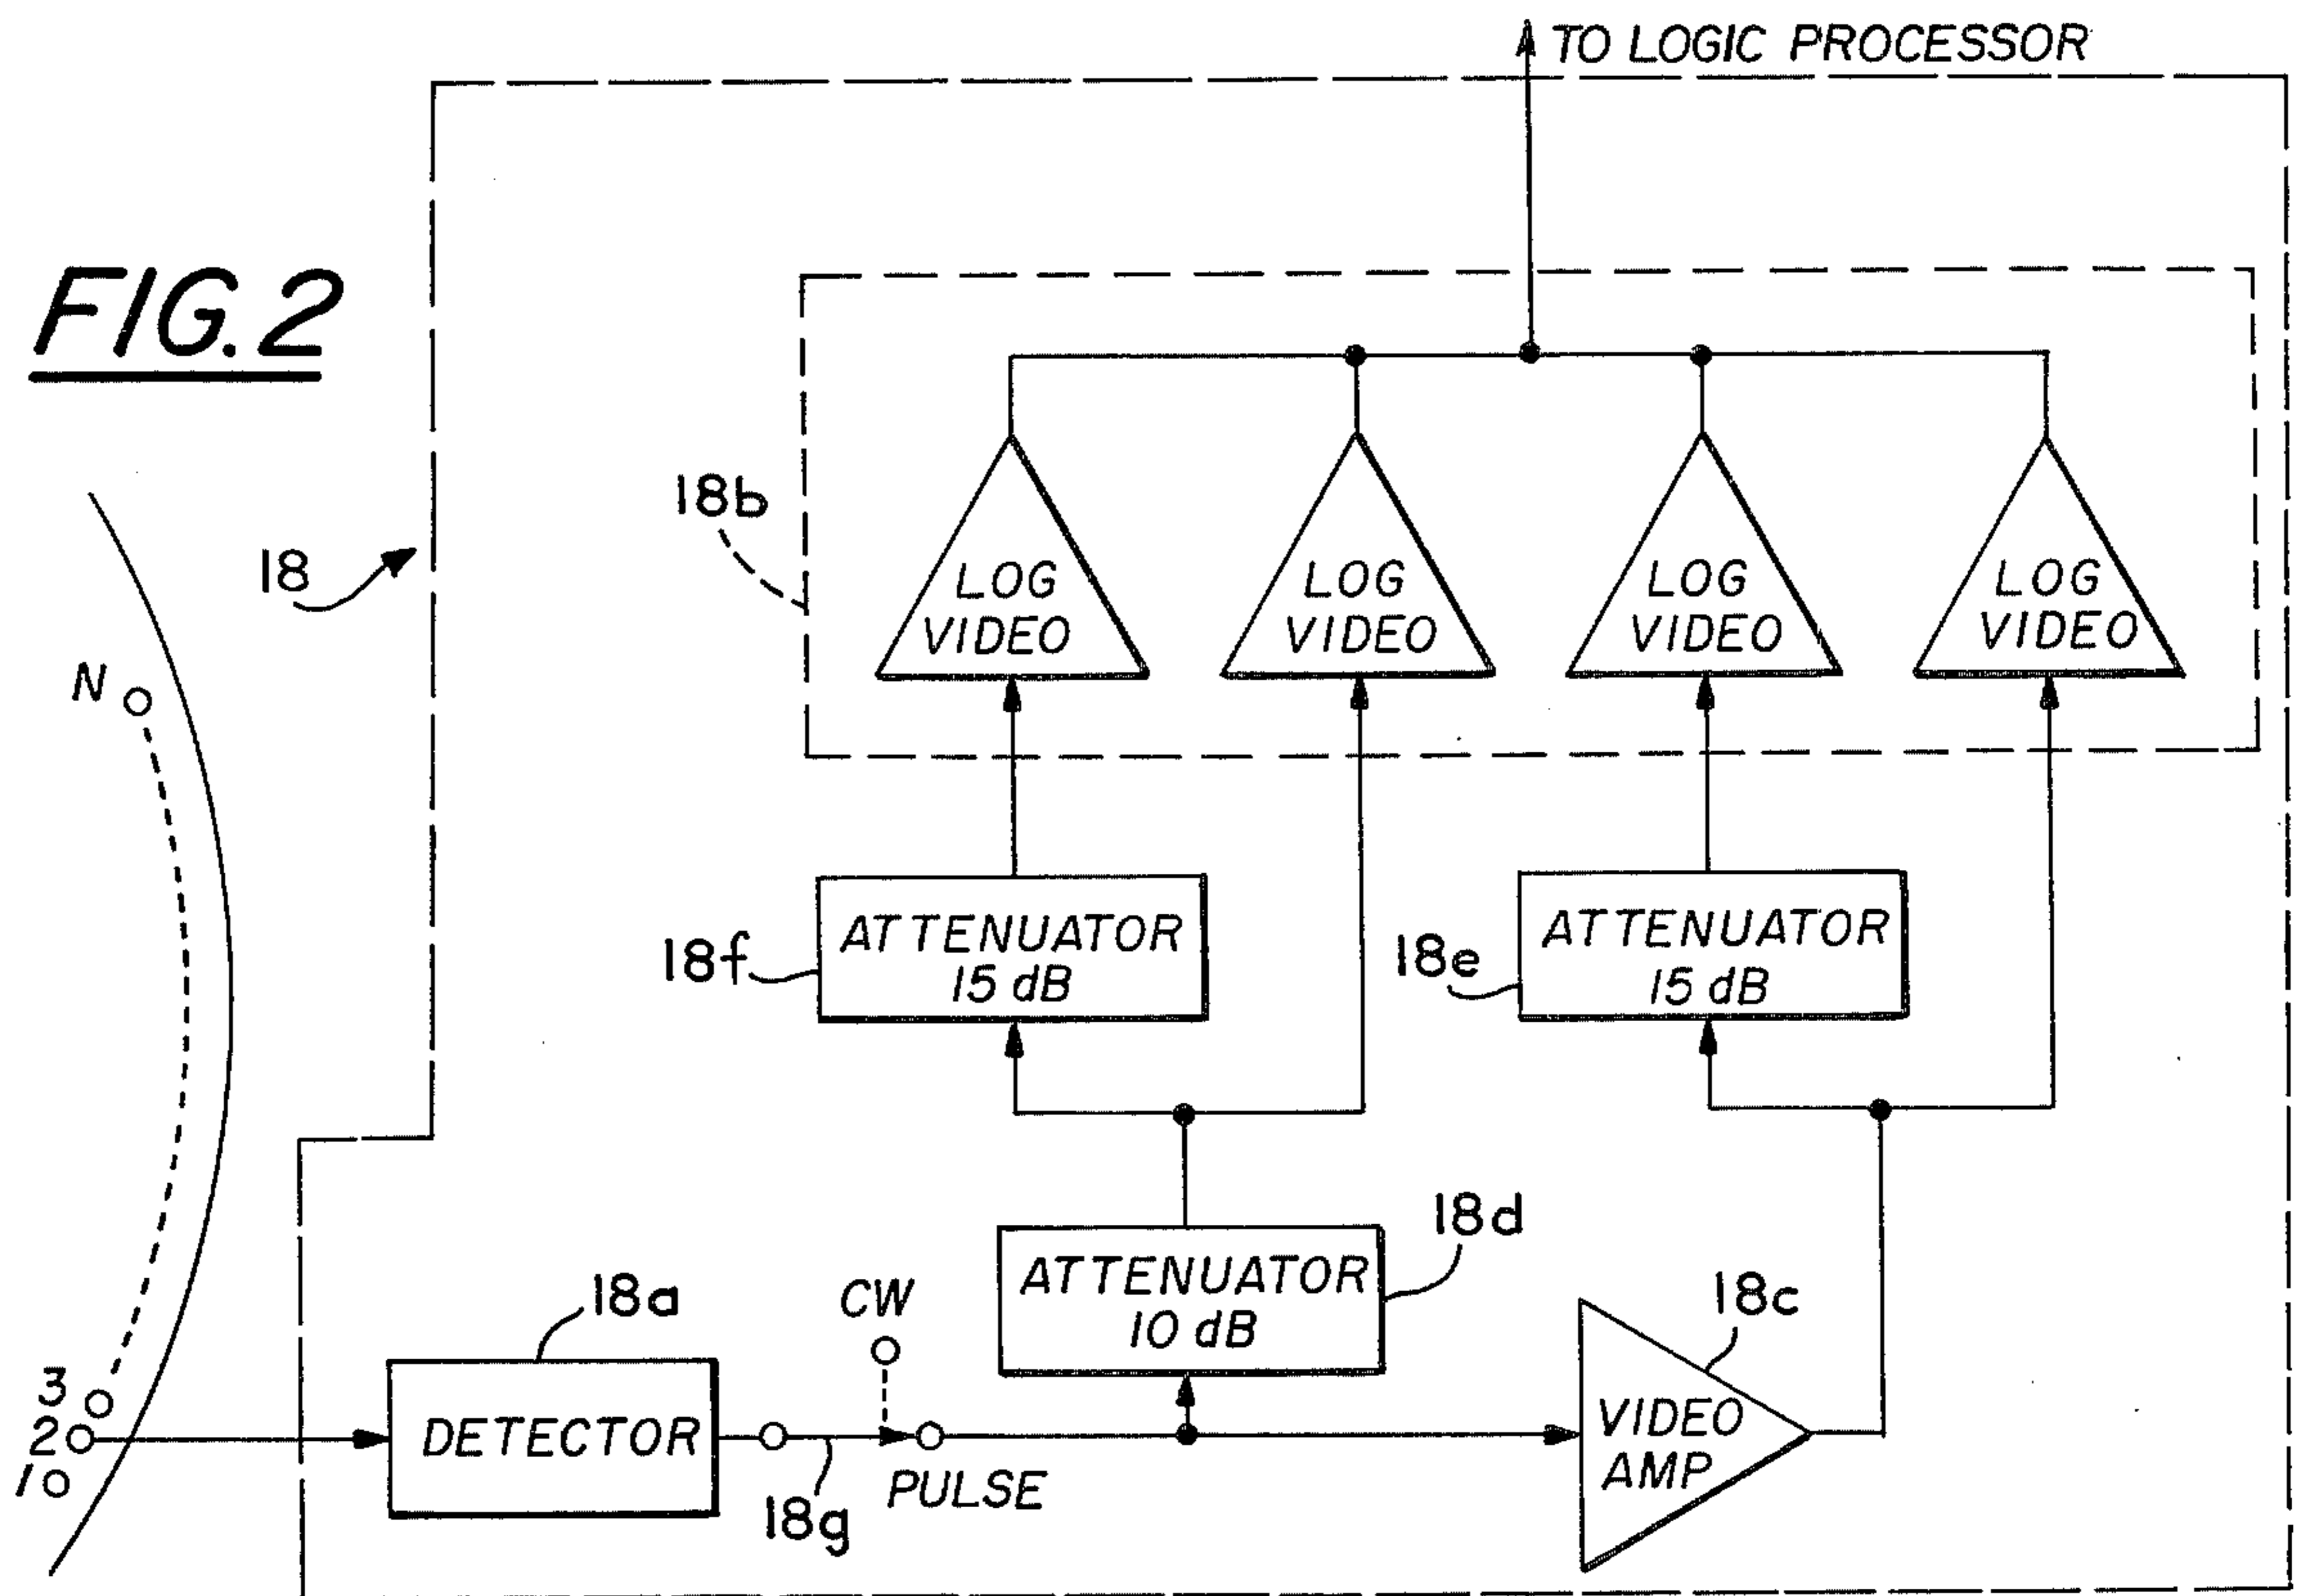 TO LOGIC PROCESSOR
FIG. 2
18b
18
LOG
VIDEO
LOG
VIDEO
LOG
VIDEO
LOG
VIDEO
N
18f
ATTENUATOR
15 dB
18e
ATTENUATOR
15 dB
18d
ATTENUATOR
10 dB
18a
CW
18c
3
2
1
DETECTOR
18g
PULSE
VIDEO
AMP